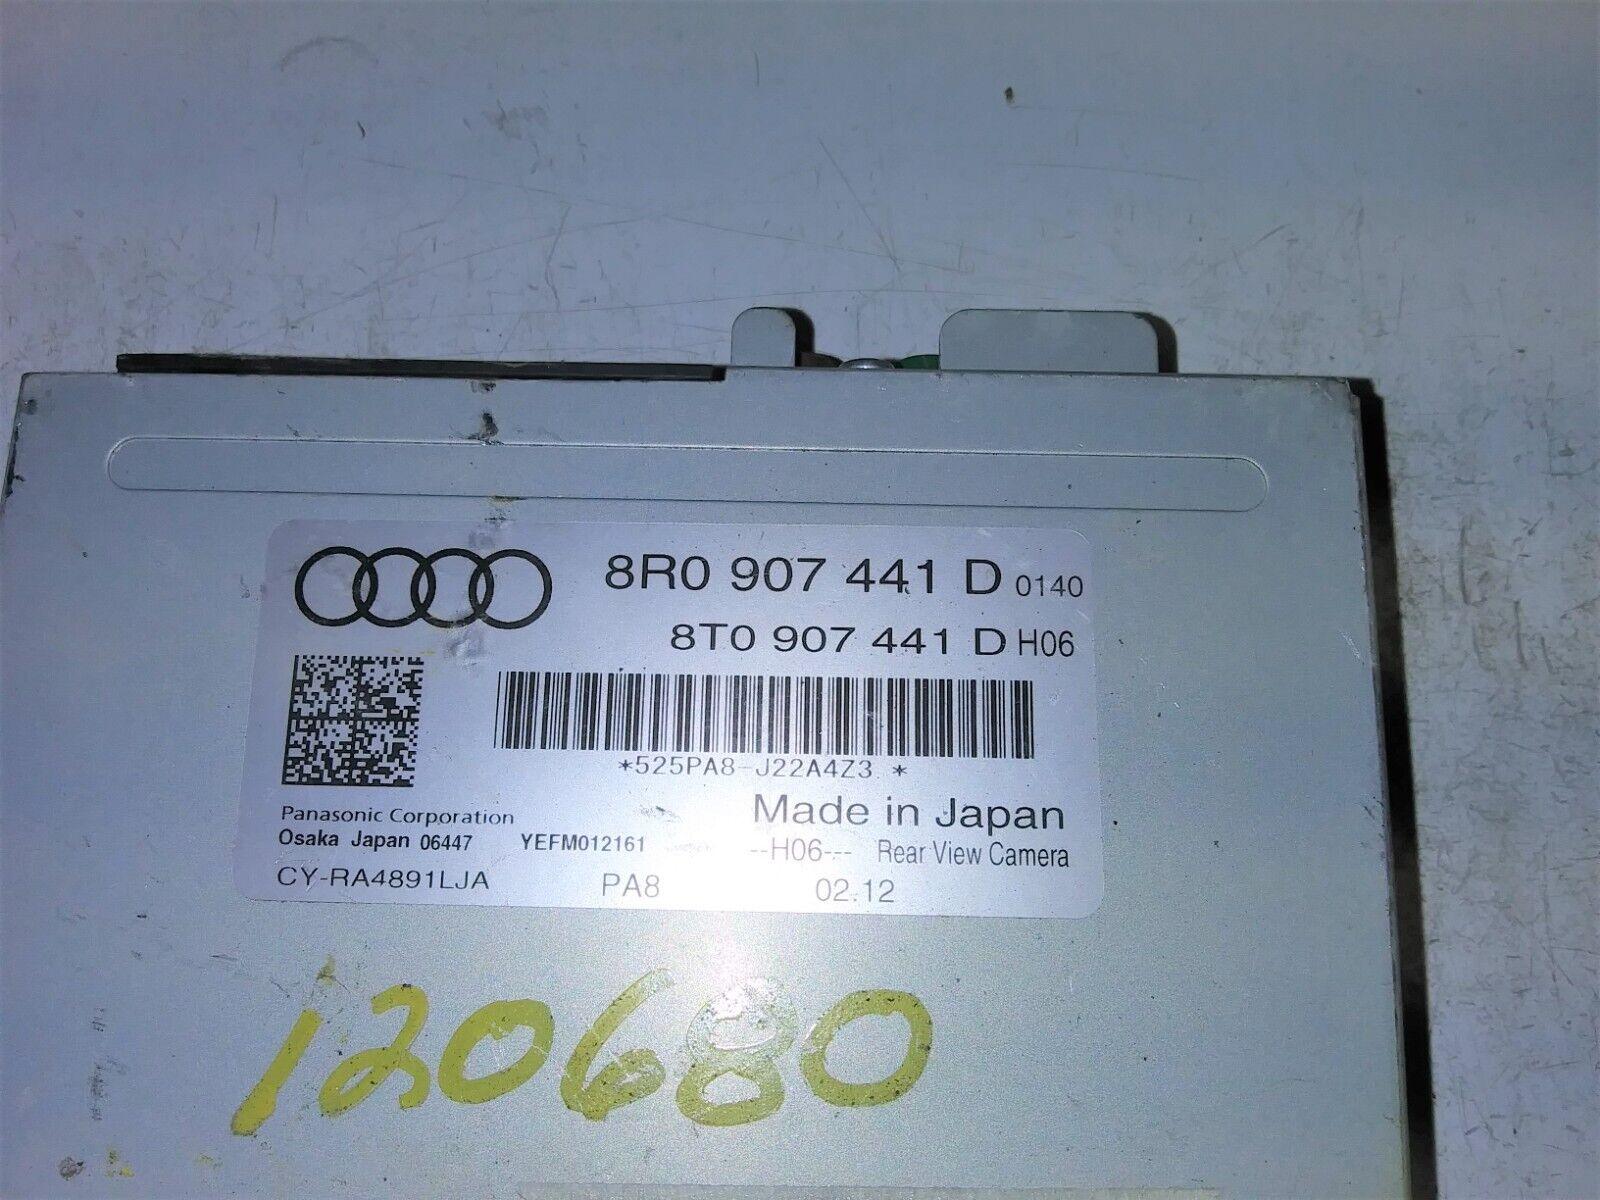 8R0 907 441 D 0140
8T0 907 441 D H06
*525PA8-J22A4Z3 *
Made in Japan
Panasonic Corporation
Osaka Japan 06447 YEFM012161
--H06--- Rear View Camera
CY-RA4891LJA PA8 02.12
120680